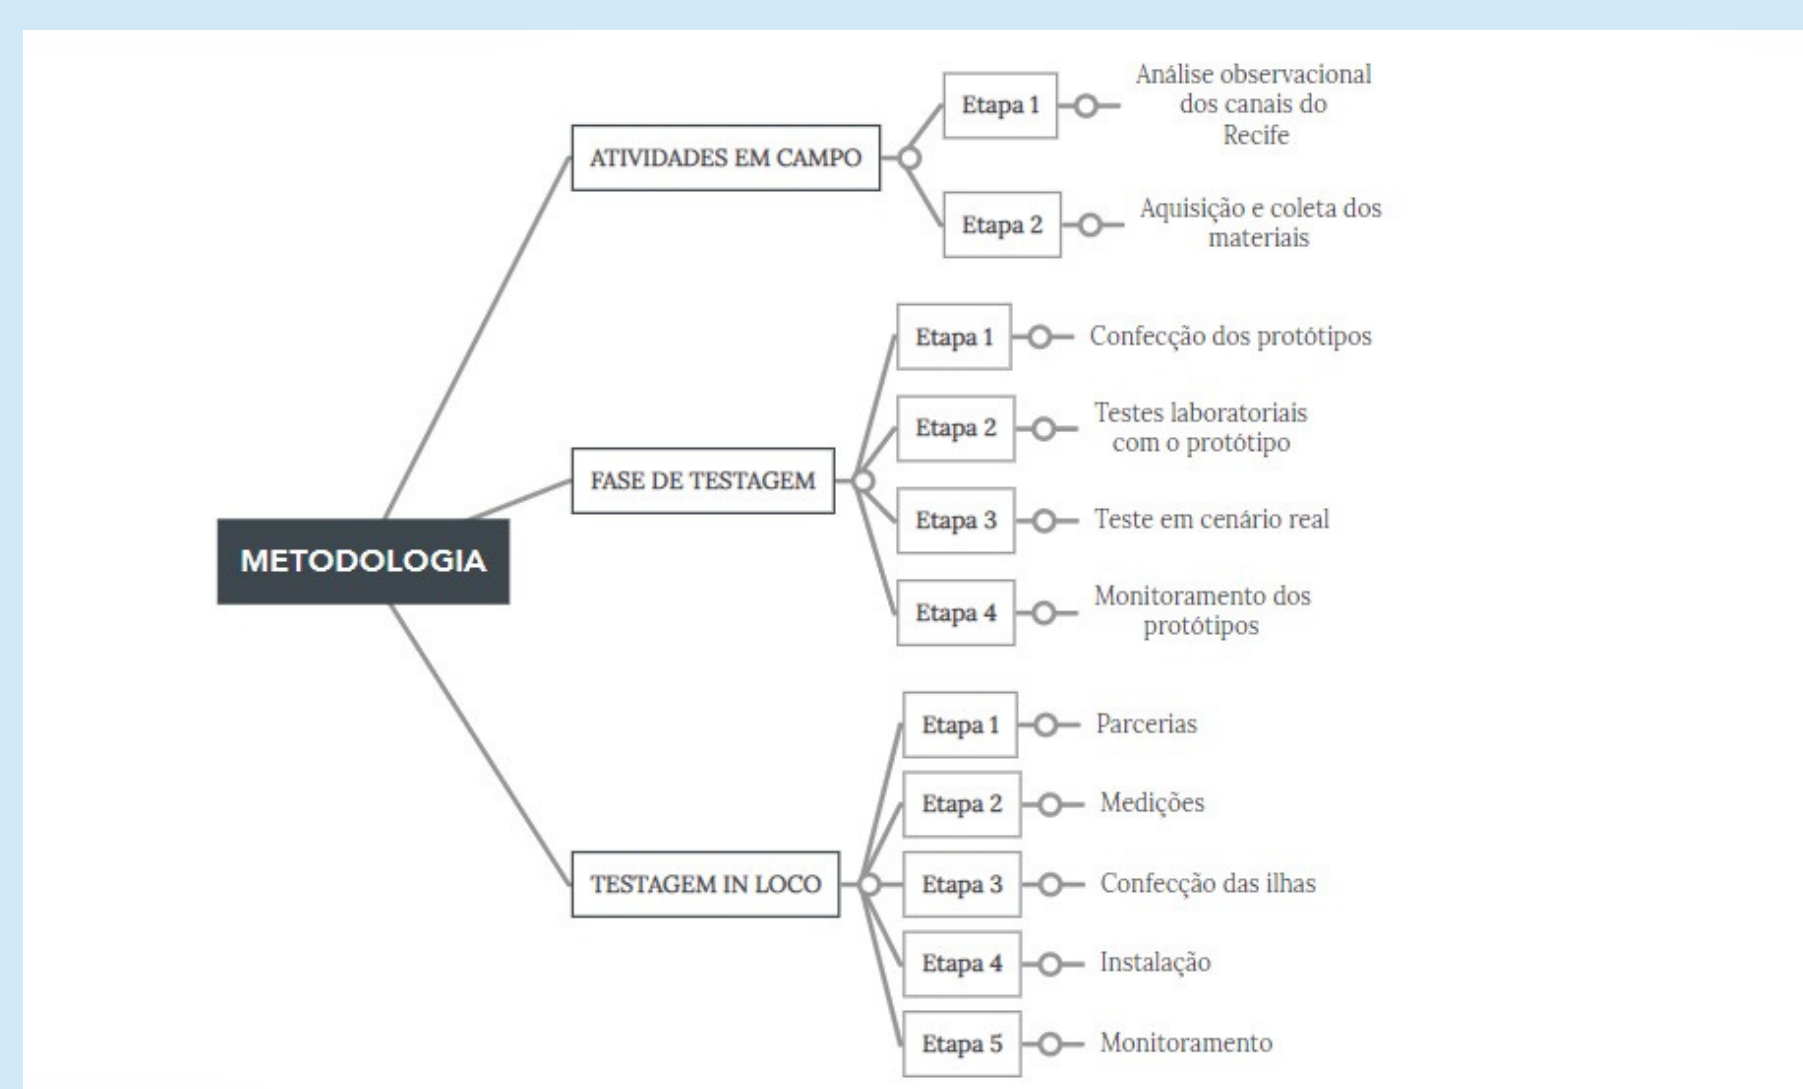 METODOLOGIA
ATIVIDADES EM CAMPO
Etapa 1
Análise observacional
dos canais do
Recife
Etapa 2
Aquisição e coleta dos
materiais
FASE DE TESTAGEM
Etapa 1
Confecção dos protótipos
Etapa 2
Testes laboratoriais
com o protótipo
Etapa 3
Teste em cenário real
Etapa 4
Monitoramento dos
protótipos
TESTAGEM IN LOCO
Etapa 1
Parcerias
Etapa 2
Medições
Etapa 3
Confecção das ilhas
Etapa 4
Instalação
Etapa 5
Monitoramento